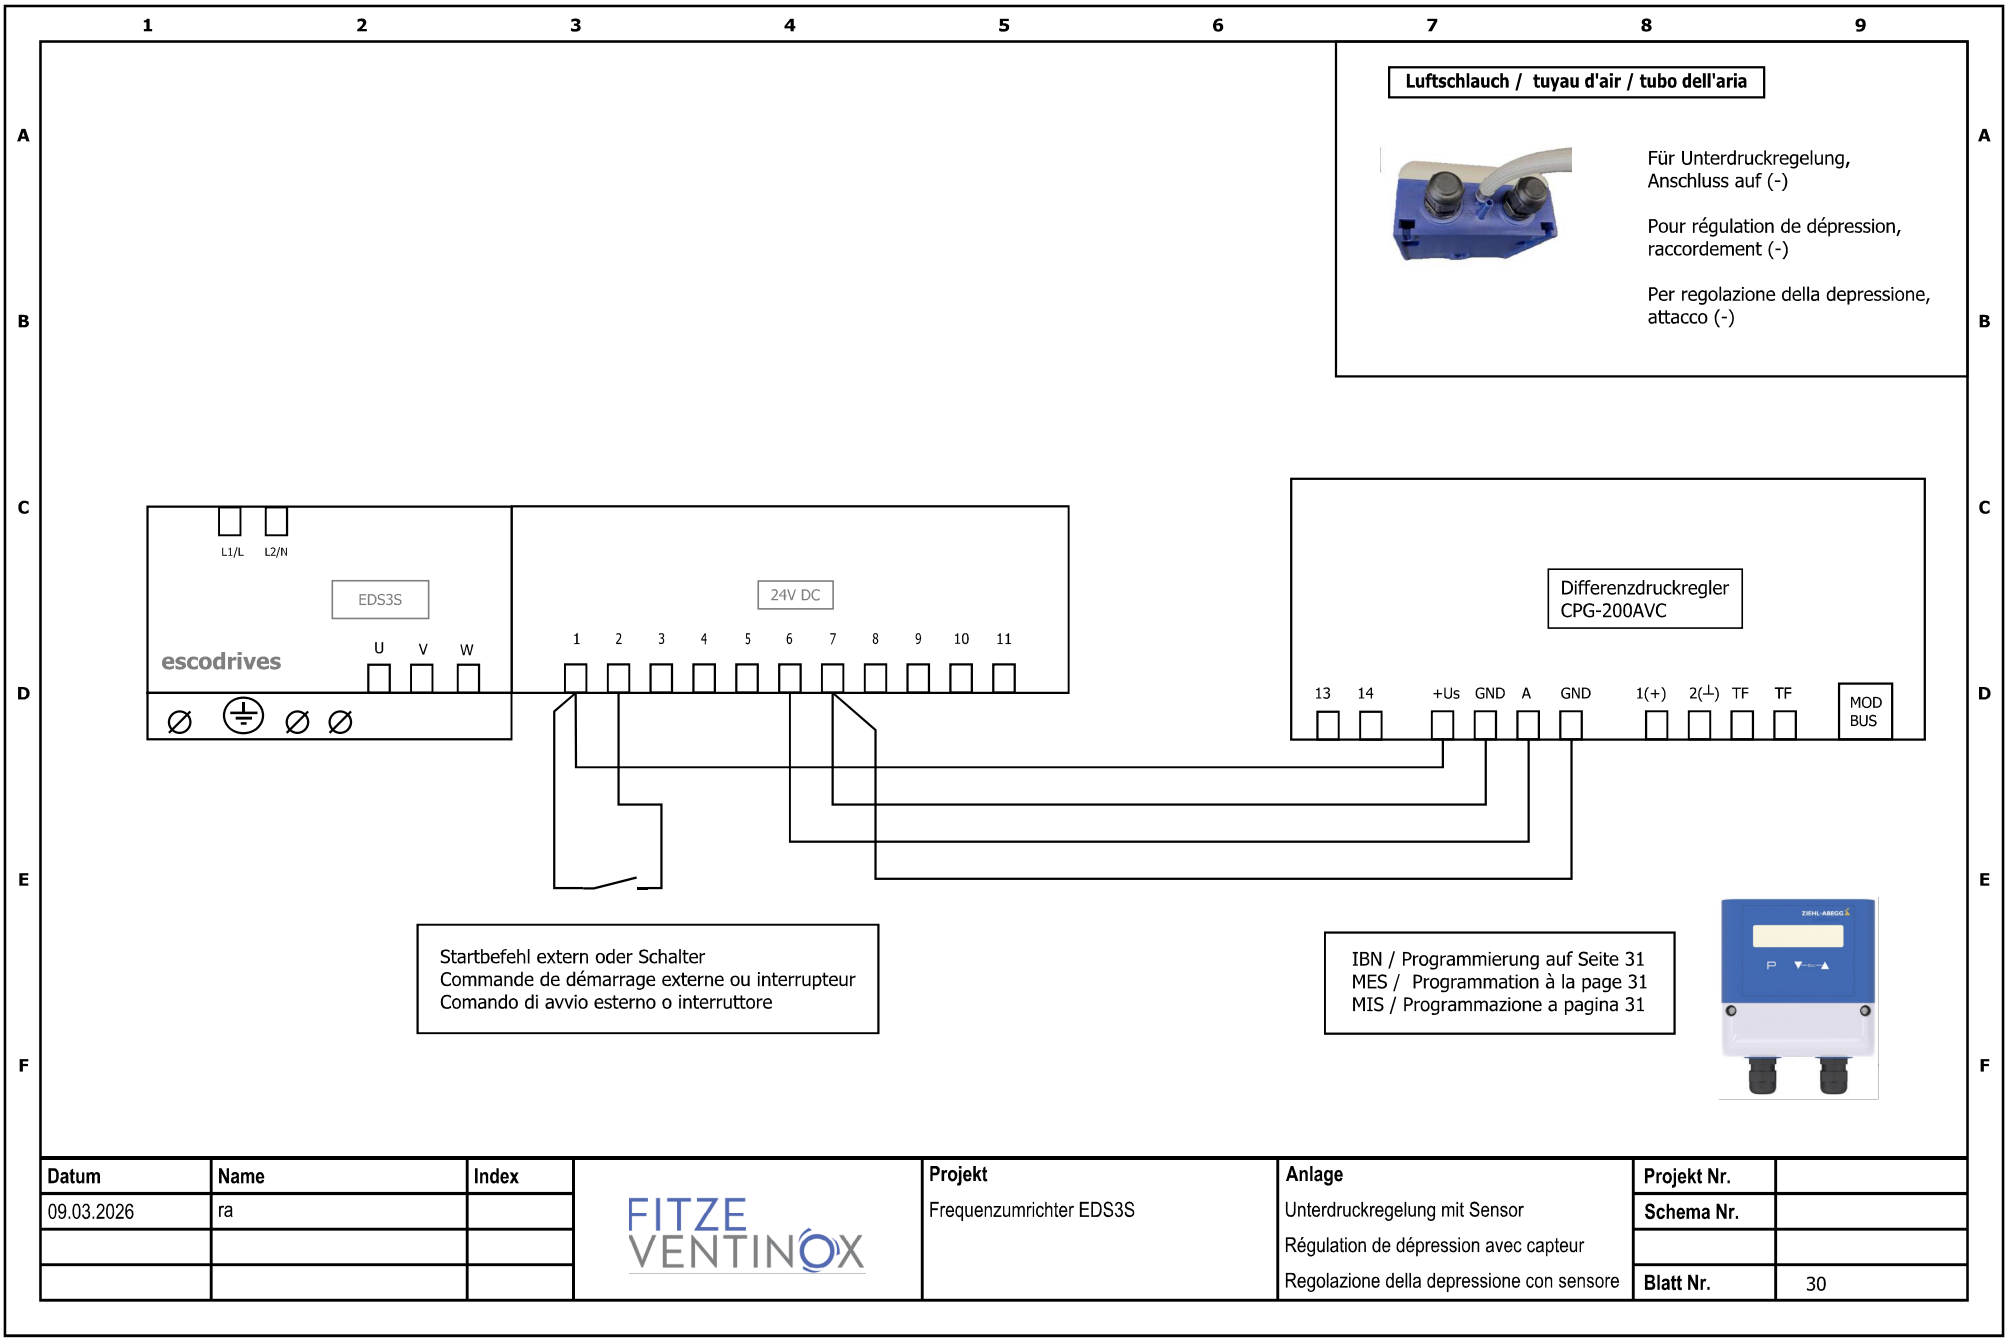 1 2 3 4 5 6 7 8 9
A A
B B
C C
D D
E E
F F
Luftschlauch / tuyau d'air / tubo dell'aria
Für Unterdruckregelung,
Anschluss auf (-)
Pour régulation de dépression,
raccordement (-)
Per regolazione della depressione,
attacco (-)
L1/L L2/N
EDS3S
escodrives
U V W
24V DC
1 2 3 4 5 6 7 8 9 10 11
Differenzdruckregler
CPG-200AVC
13 14 +Us GND A GND 1(+) 2(⊥) TF TF
MOD
BUS
Startbefehl extern oder Schalter
Commande de démarrage externe ou interrupteur
Comando di avvio esterno o interruttore
IBN / Programmierung auf Seite 31
MES / Programmation à la page 31
MIS / Programmazione a pagina 31
ZIEHL-ABEGG
P
Datum Name Index
09.03.2026 ra
FITZE
VENTINOX
Projekt
Frequenzumrichter EDS3S
Anlage
Unterdruckregelung mit Sensor
Régulation de dépression avec capteur
Regolazione della depressione con sensore
Projekt Nr.
Schema Nr.
Blatt Nr. 30